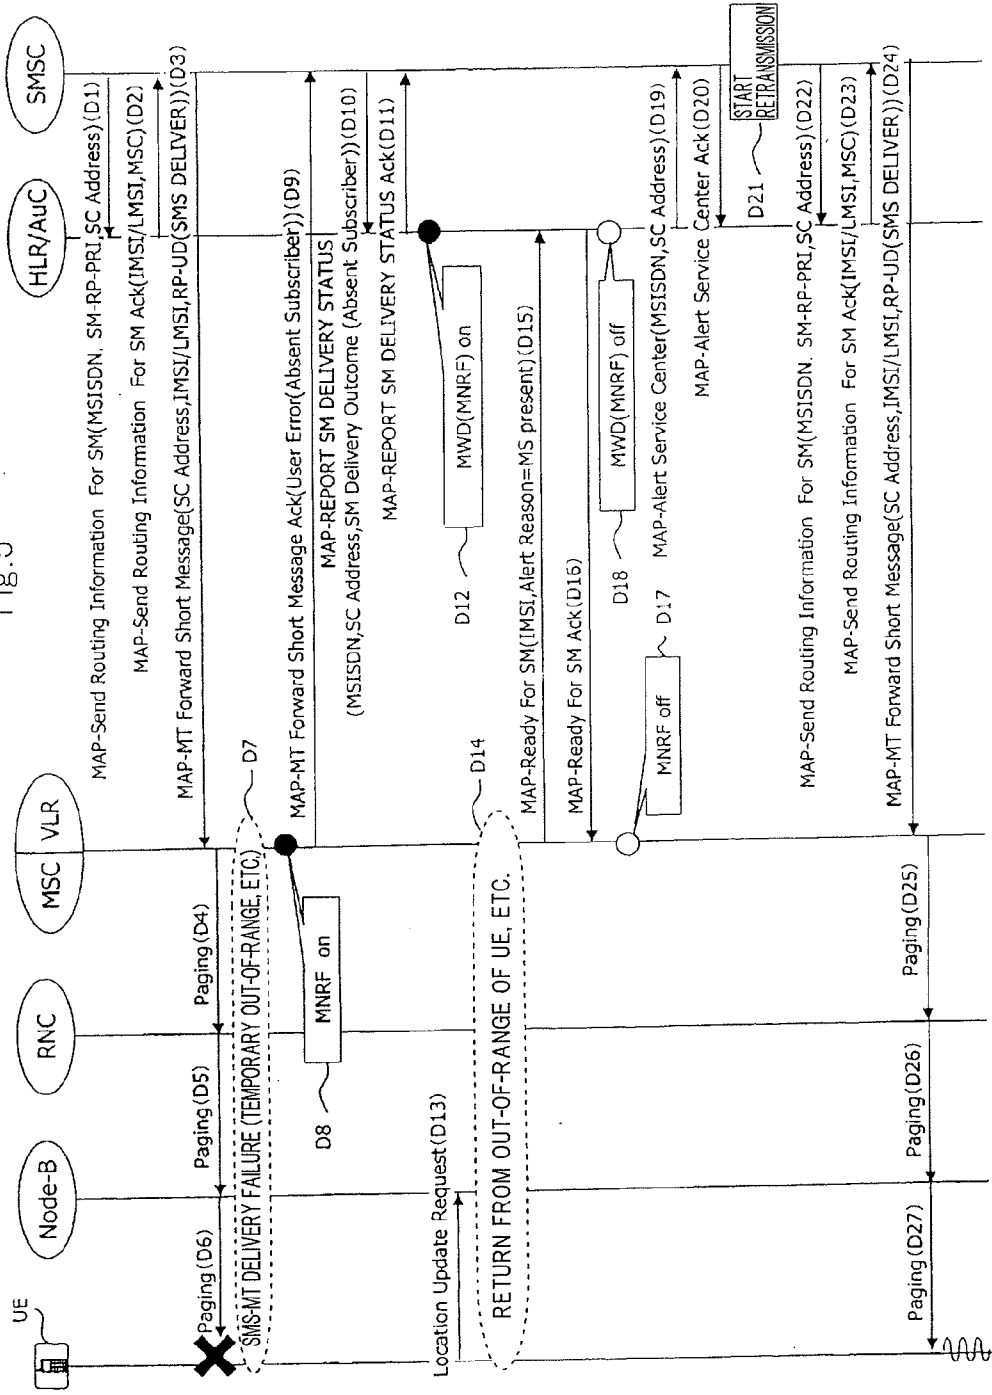 Fig.5
UE
Node-B
RNC
MSC VLR
HLR/AuC
SMSC
MAP-Send Routing Information For SM(MSISDN, SM-RP-PRI,SC Address)(D1)
MAP-Send Routing Information For SM Ack(IMSI/LMSI,MSC)(D2)
MAP-MT Forward Short Message(SC Address,IMSI/LMSI,RP-UD(SMS DELIVER))(D3)
Paging(D4)
Paging(D5)
Paging(D6)
SMS-MT DELIVERY FAILURE (TEMPORARY OUT-OF-RANGE, ETC.)
D7
MNRF on
D8
MAP-MT Forward Short Message Ack(User Error(Absent Subscriber))(D9)
MAP-REPORT SM DELIVERY STATUS
(MSISDN,SC Address,SM Delivery Outcome (Absent Subscriber))(D10)
MAP-REPORT SM DELIVERY STATUS Ack(D11)
MWD(MNRF) on
D12
Location Update Request(D13)
RETURN FROM OUT-OF-RANGE OF UE, ETC.
D14
MAP-Ready For SM(IMSI,Alert Reason=MS present)(D15)
MAP-Ready For SM Ack(D16)
MNRF off
D17
MWD(MNRF) off
D18
MAP-Alert Service Center(MSISDN,SC Address)(D19)
MAP-Alert Service Center Ack(D20)
START
RETRANSMISSION
D21
MAP-Send Routing Information For SM(MSISDN, SM-RP-PRI,SC Address)(D22)
MAP-Send Routing Information For SM Ack(IMSI/LMSI,MSC)(D23)
MAP-MT Forward Short Message(SC Address,IMSI/LMSI,RP-UD(SMS DELIVER))(D24)
Paging(D25)
Paging(D26)
Paging(D27)